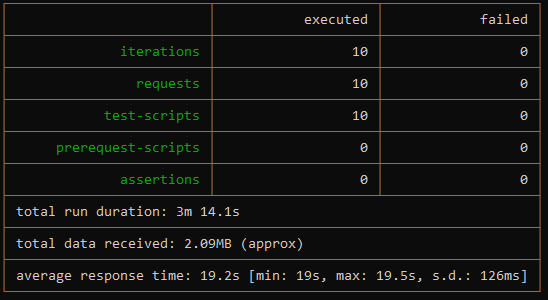 executed failed
iterations 10 0
requests 10 0
test-scripts 10 0
prerequest-scripts 0 0
assertions 0 0
total run duration: 3m 14.1s
total data received: 2.09MB (approx)
average response time: 19.2s [min: 19s, max: 19.5s, s.d.: 126ms]